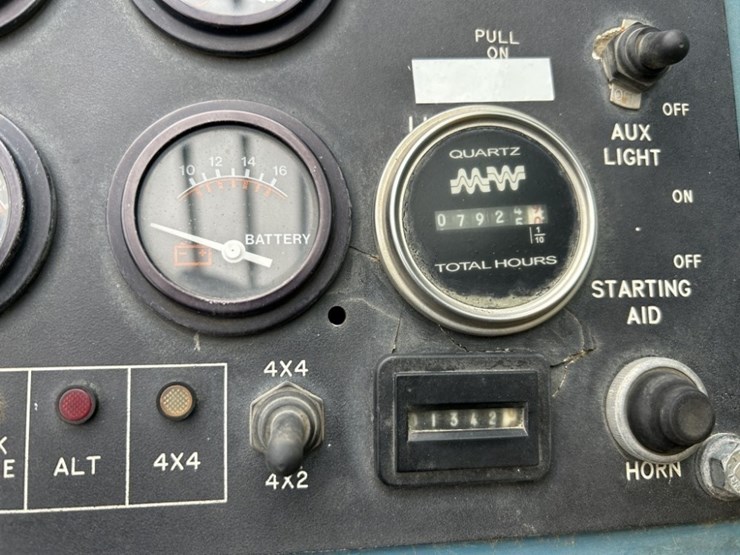 PULL
ON
OFF
AUX
LIGHT
ON
10 12 14 16
BATTERY
QUARTZ
0792
1/10
TOTAL HOURS
OFF
STARTING
AID
4X4
1342
ALT
4X4
4X2
HORN